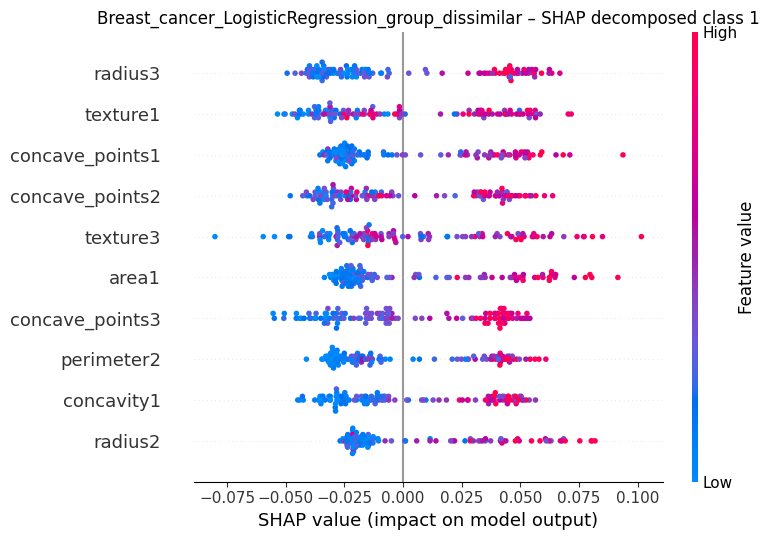 Breast_cancer_LogisticRegression_group_dissimilar – SHAP decomposed class 1
High
radius3
texture1
concave_points1
concave_points2
texture3
area1
concave_points3
perimeter2
concavity1
radius2
Feature value
Low
−0.075 −0.050 −0.025 0.000 0.025 0.050 0.075 0.100
SHAP value (impact on model output)